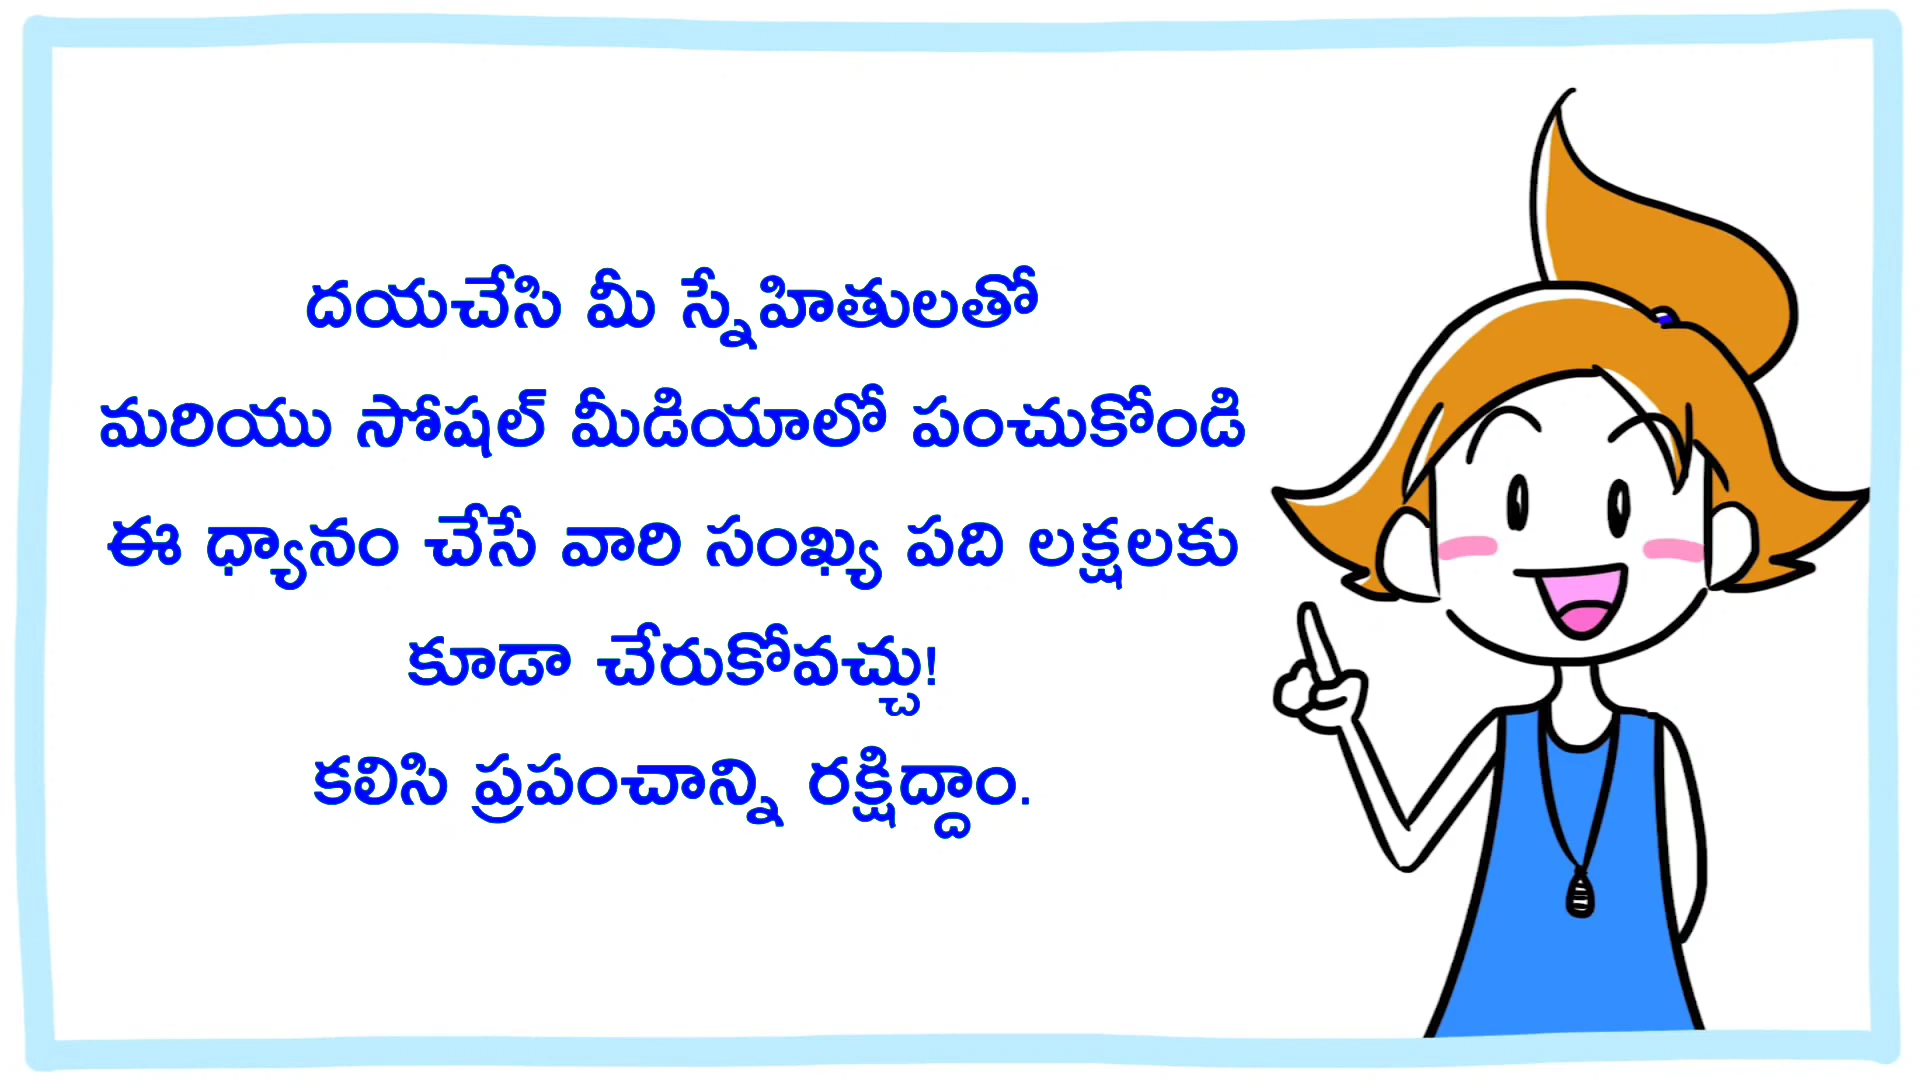 దయచేసి మీ స్నేహితులతో
మరియు సోషల్ మీడియాలో పంచుకోండి
ఈ ధ్యానం చేసే వారి సంఖ్య పది లక్షలకు
కూడా చేరుకోవచ్చు!
కలిసి ప్రపంచాన్ని రక్షిద్దాం.